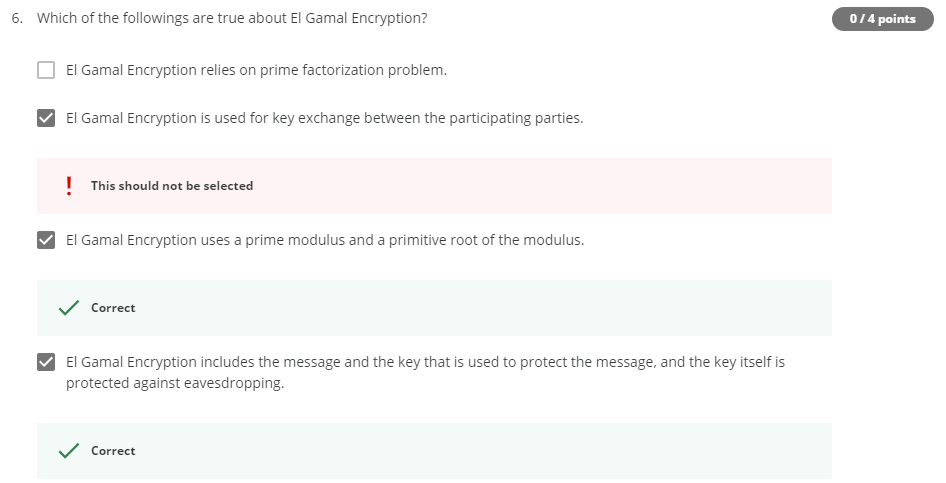 6. Which of the followings are true about El Gamal Encryption?
0 / 4 points
El Gamal Encryption relies on prime factorization problem.
El Gamal Encryption is used for key exchange between the participating parties.
! This should not be selected
El Gamal Encryption uses a prime modulus and a primitive root of the modulus.
Correct
El Gamal Encryption includes the message and the key that is used to protect the message, and the key itself is
protected against eavesdropping.
Correct